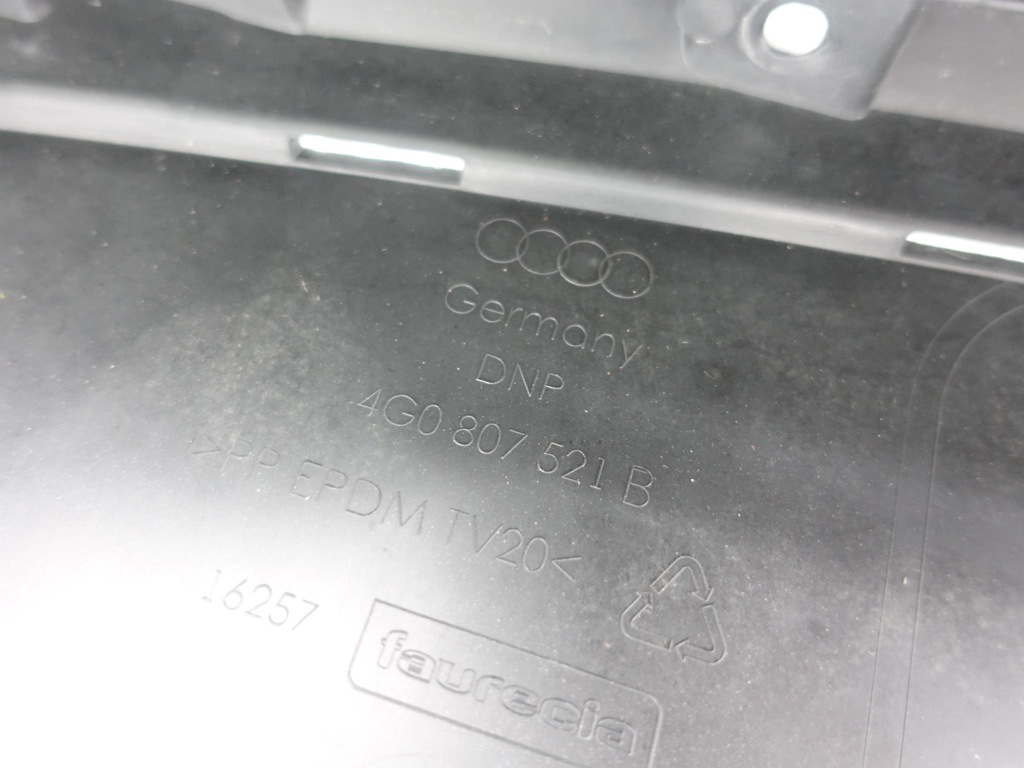 Germany
DNP
4G0 807 521 B
>PP EPDM TV20<
16257
faurecia